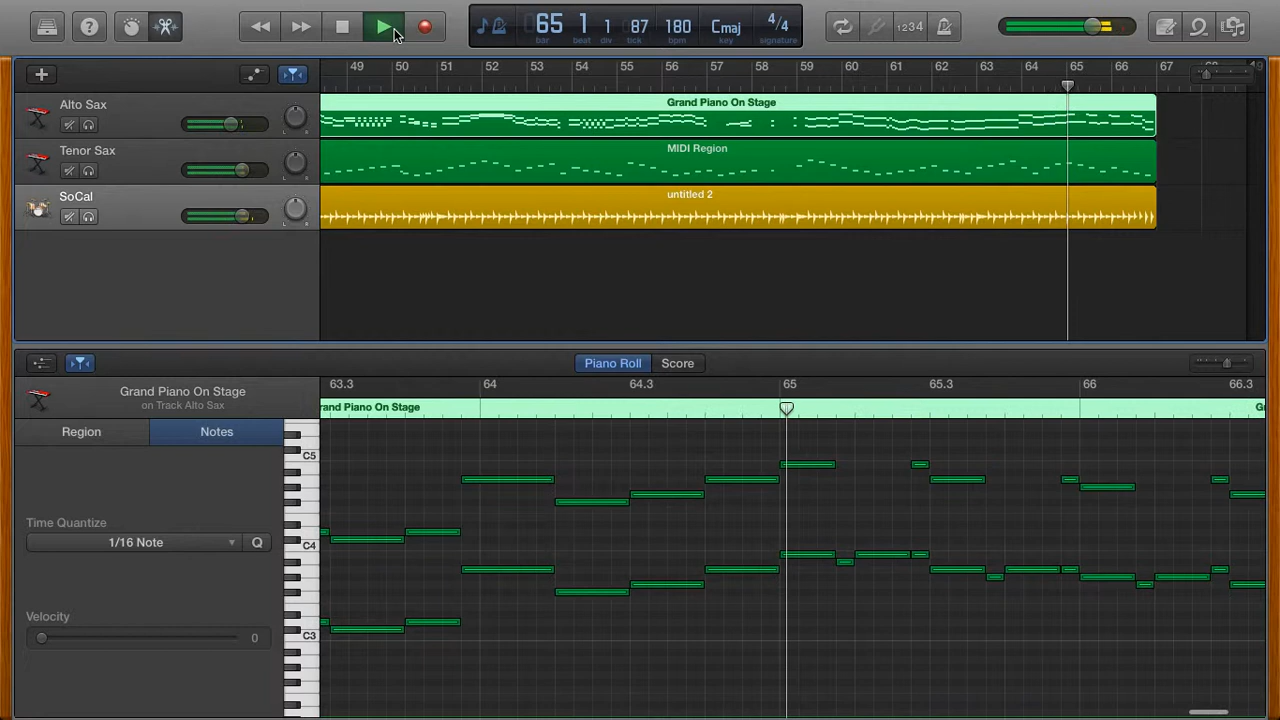 65 1 1 87 180 Cmaj 4/4
bar beat div tick bpm key signature
1234
49 50 51 52 53 54 55 56 57 58 59 60 61 62 63 64 65 66 67 68
Alto Sax
Grand Piano On Stage
Tenor Sax
MIDI Region
SoCal
untitled 2
L R
L R
L R
Piano Roll Score
63.3 64 64.3 65 65.3 66 66.3
Grand Piano On Stage
on Track Alto Sax
rand Piano On Stage
G
Region Notes
C5
Time Quantize
1/16 Note Q
C4
Velocity
0
C3